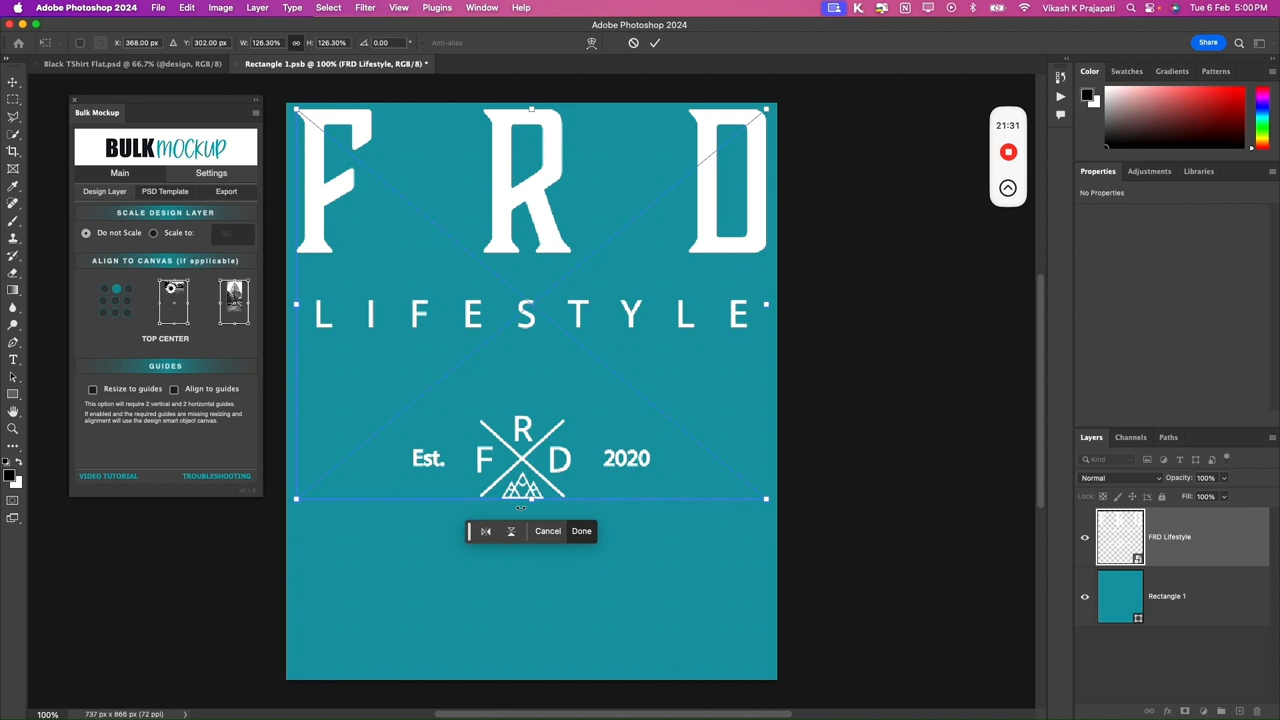 Photoshop 2024 File Edit Image Layer Type Select Filter View Plugins Window Help Vikash K Prajapati Tue 6 Feb 5:00PM
Adobe Photoshop 2024
X: 368.00 px Y: 302.00 px W: 126.30% H: 126.30% 0.00 ° Anti-alias Share
Black TShirt Flat.psd @ 66.7% (@design, RGB/8) Rectangle 1.psb @ 100% (FRD Lifestyle, RGB/8) *
Bulk Mockup
BULK MOCKUP
Main Settings
Design Layer PSD Template Export
SCALE DESIGN LAYER
Do not Scale Scale to:
ALIGN TO CANVAS (if applicable)
TOP CENTER
GUIDES
Resize to guides Align to guides
This option will require 2 vertical and 2 horizontal guides.
If enabled and the required guides are missing resizing and
alignment will use the design smart object canvas.
VIDEO TUTORIAL TROUBLESHOOTING
F R D
LIFESTYLE
R
Est. F D 2020
Cancel Done
21:31
Color Swatches Gradients Patterns
Properties Adjustments Libraries
No Properties
Layers Channels Paths
Kind
Normal Opacity: 100%
Lock: Fill: 100%
FRD Lifestyle
Rectangle 1
100% 737 px x 866 px (72 ppi)